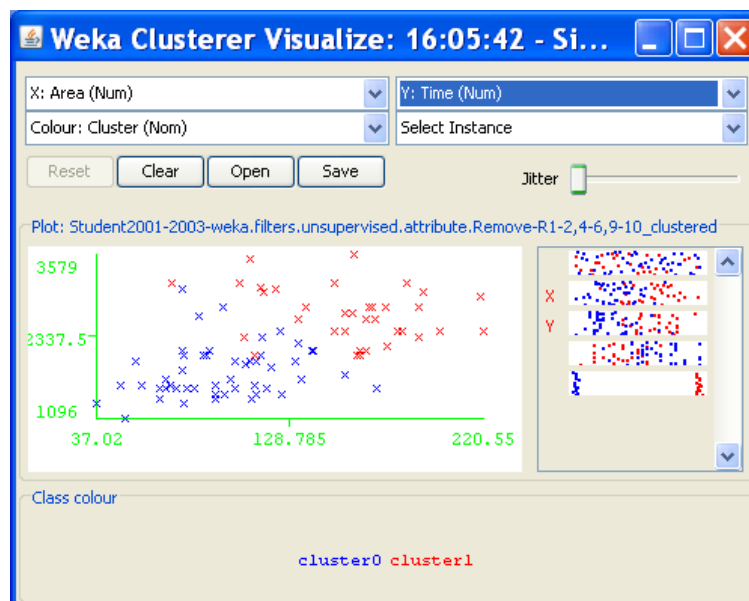 Weka Clusterer Visualize: 16:05:42 - Si...
X: Area (Num)
Y: Time (Num)
Colour: Cluster (Nom)
Select Instance
Reset
Clear
Open
Save
Jitter
Plot: Student2001-2003-weka.filters.unsupervised.attribute.Remove-R1-2,4-6,9-10_clustered
3579
2337.5
1096
37.02
128.785
220.55
X
Y
Class colour
cluster0 cluster1